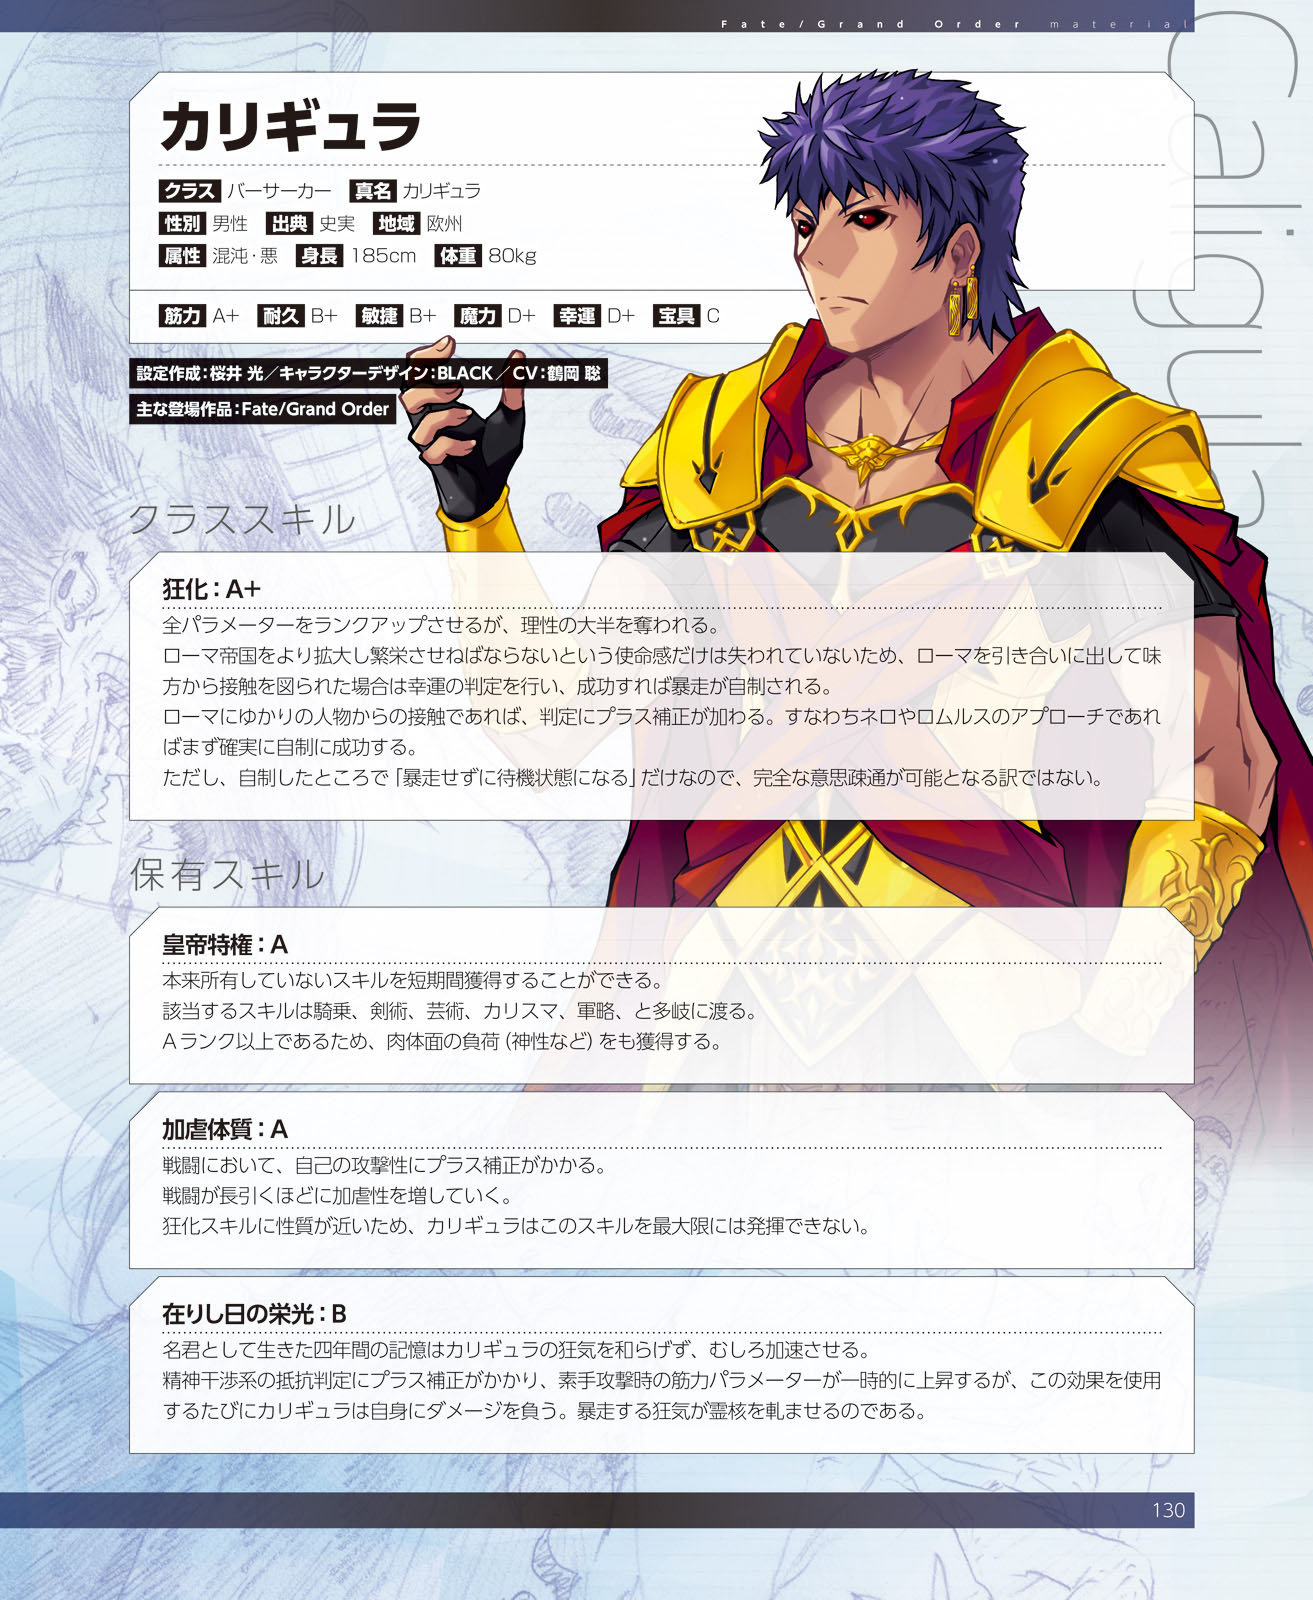 Fate/Grand Order material
Caligula
カリギュラ
クラス バーサーカー 真名 カリギュラ
性別 男性 出典 史実 地域 欧州
属性 混沌・悪 身長 185cm 体重 80kg
筋力 A+ 耐久 B+ 敏捷 B+ 魔力 D+ 幸運 D+ 宝具 C
設定作成:桜井 光／キャラクターデザイン:BLACK／CV:鶴岡 聡
主な登場作品:Fate/Grand Order
クラススキル
狂化:A+
全パラメーターをランクアップさせるが、理性の大半を奪われる。
ローマ帝国をより拡大し繁栄させねばならないという使命感だけは失われていないため、ローマを引き合いに出して味
方から接触を図られた場合は幸運の判定を行い、成功すれば暴走が自制される。
ローマにゆかりの人物からの接触であれば、判定にプラス補正が加わる。すなわちネロやロムルスのアプローチであれ
ばまず確実に自制に成功する。
ただし、自制したところで「暴走せずに待機状態になる」だけなので、完全な意思疎通が可能となる訳ではない。
保有スキル
皇帝特権:A
本来所有していないスキルを短期間獲得することができる。
該当するスキルは騎乗、剣術、芸術、カリスマ、軍略、と多岐に渡る。
Aランク以上であるため、肉体面の負荷(神性など)をも獲得する。
加虐体質:A
戦闘において、自己の攻撃性にプラス補正がかかる。
戦闘が長引くほどに加虐性を増していく。
狂化スキルに性質が近いため、カリギュラはこのスキルを最大限には発揮できない。
在りし日の栄光:B
名君として生きた四年間の記憶はカリギュラの狂気を和らげず、むしろ加速させる。
精神干渉系の抵抗判定にプラス補正がかかり、素手攻撃時の筋力パラメーターが一時的に上昇するが、この効果を使用
するたびにカリギュラは自身にダメージを負う。暴走する狂気が霊核を軋ませるのである。
130